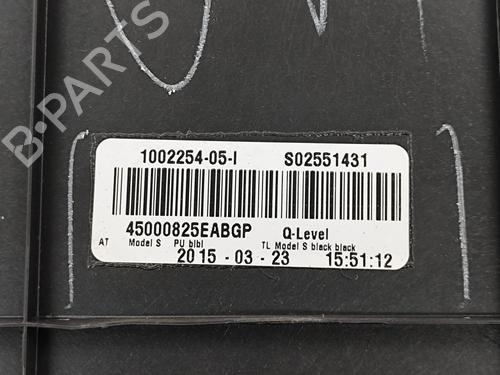 1002254-05-I S02551431
45000825EABGP Q-Level
AT Model S PU blbl TL Model S black black
2015-03-23 15:51:12
B-PARTS